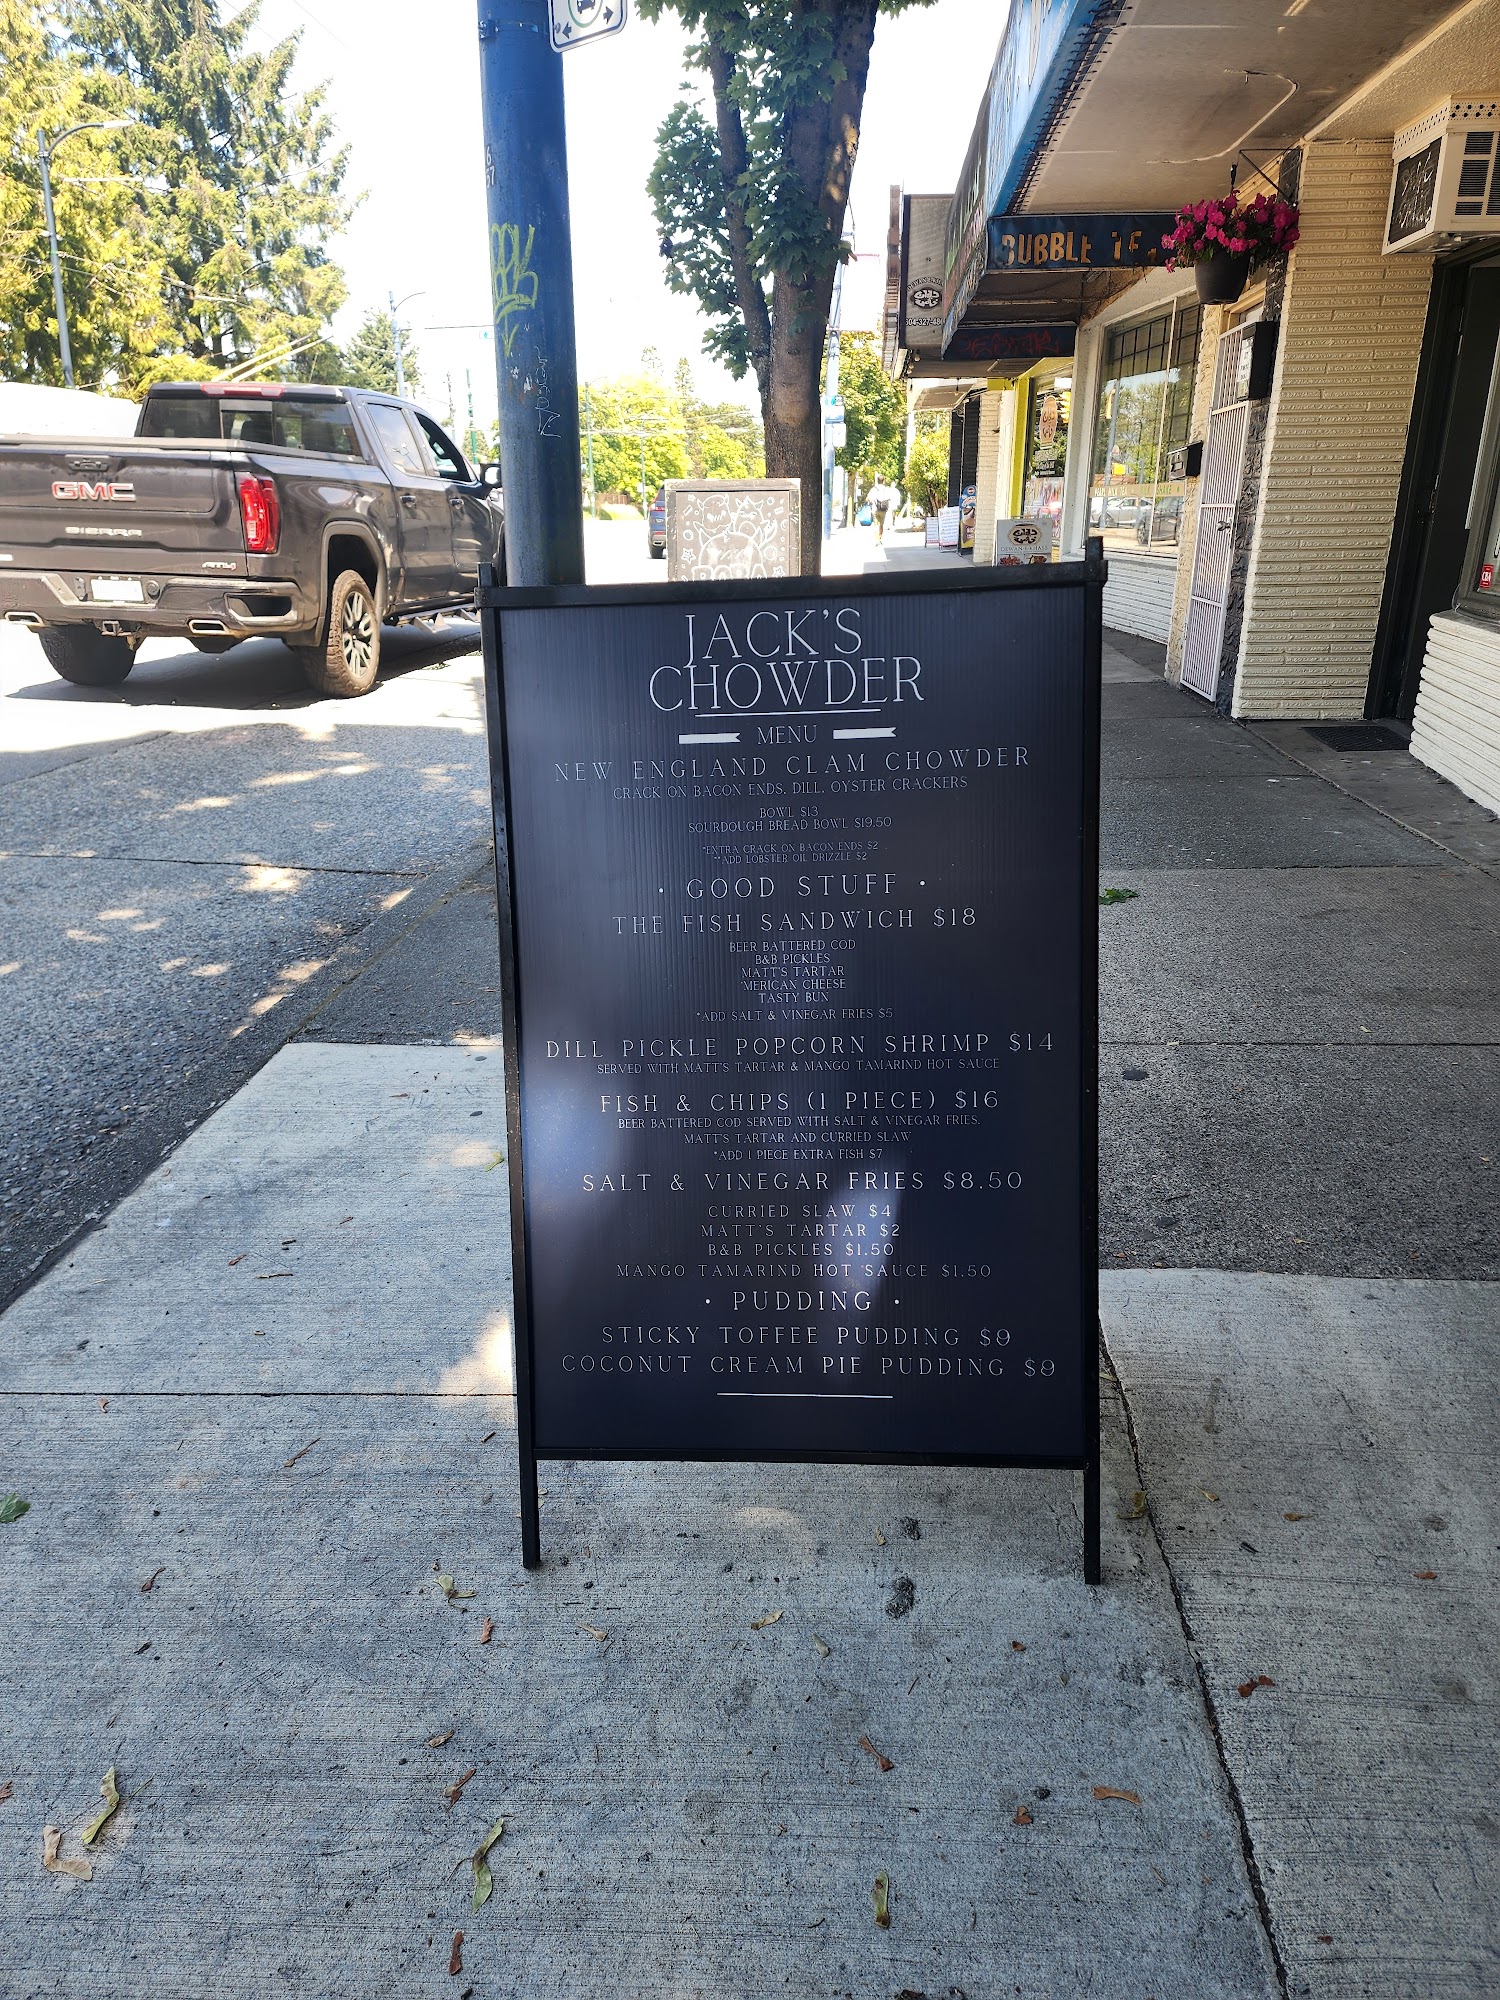 GMC
SIERRA
AT4
BUBBLE TE
DEWAN-E-KHASS
BOBA
JACK'S
CHOWDER
MENU
NEW ENGLAND CLAM CHOWDER
CRACK ON BACON ENDS, DILL, OYSTER CRACKERS
BOWL $13
SOURDOUGH BREAD BOWL $19.50
*EXTRA CRACK ON BACON ENDS $2
**ADD LOBSTER OIL DRIZZLE $2
• GOOD STUFF •
THE FISH SANDWICH $18
BEER BATTERED COD
B&B PICKLES
MATT'S TARTAR
'MERICAN CHEESE
TASTY BUN
*ADD SALT & VINEGAR FRIES $5
DILL PICKLE POPCORN SHRIMP $14
SERVED WITH MATT'S TARTAR & MANGO TAMARIND HOT SAUCE
FISH & CHIPS (1 PIECE) $16
BEER BATTERED COD SERVED WITH SALT & VINEGAR FRIES,
MATT'S TARTAR AND CURRIED SLAW
*ADD 1 PIECE EXTRA FISH $7
SALT & VINEGAR FRIES $8.50
CURRIED SLAW $4
MATT'S TARTAR $2
B&B PICKLES $1.50
MANGO TAMARIND HOT SAUCE $1.50
• PUDDING •
STICKY TOFFEE PUDDING $9
COCONUT CREAM PIE PUDDING $9